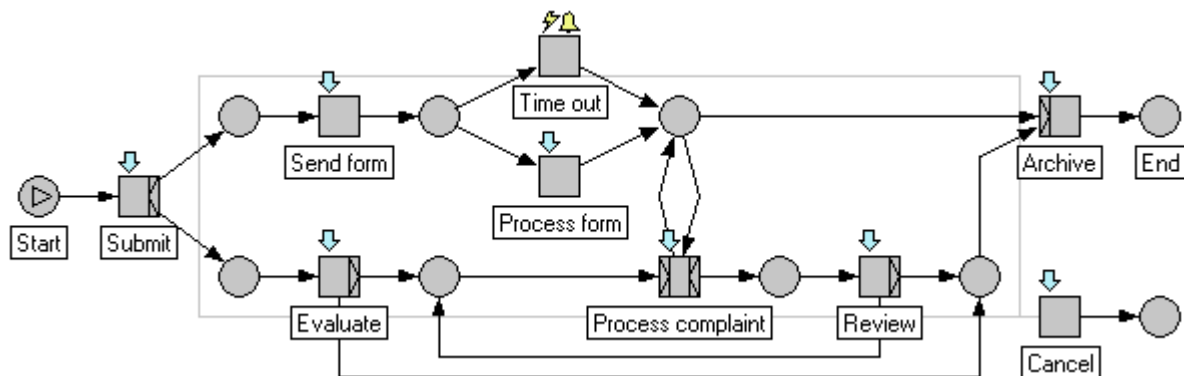 Time out
Send form
Archive
End
Process form
Start
Submit
Evaluate
Process complaint
Review
Cancel